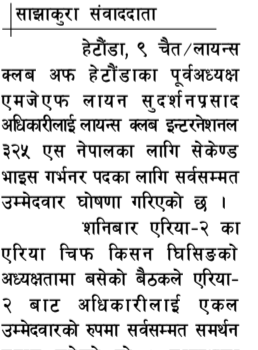 साझाकुरा संवाददाता
हेटौंडा, ९ चैत/लायन्स
क्लब अफ हेटौंडाका पूर्वअध्यक्ष
एमजेएफ लायन सुदर्शनप्रसाद
अधिकारीलाई लायन्स क्लब इन्टरनेशनल
३२५ एस नेपालका लागि सेकेण्ड
भाइस गर्भनर पदका लागि सर्वसम्मत
उम्मेदवार घोषणा गरिएको छ ।
शनिबार एरिया-२ का
एरिया चिफ किसन घिसिङको
अध्यक्षतामा बसेको बैठकले एरिया-
२ बाट अधिकारीलाई एकल
उम्मेदवारको रुपमा सर्वसम्मत समर्थन